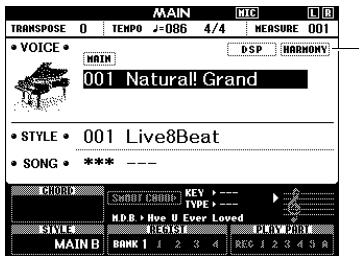 MAIN MIC L R
TRANSPOSE 0 TEMPO ♩=086 4/4 MEASURE 001
• VOICE • DSP HARMONY
MAIN
001 Natural! Grand
• STYLE • 001 Live8Beat
• SONG • *** ---
CHORD SMOOT CHOOD KEY ▸ ---
TYPE ▸ ---
M.D.B. ▸ Hve U Ever Loved
STYLE REGIST PLAY PART
MAIN B BANK 1 1 2 3 4 REC 1 2 3 4 5 A